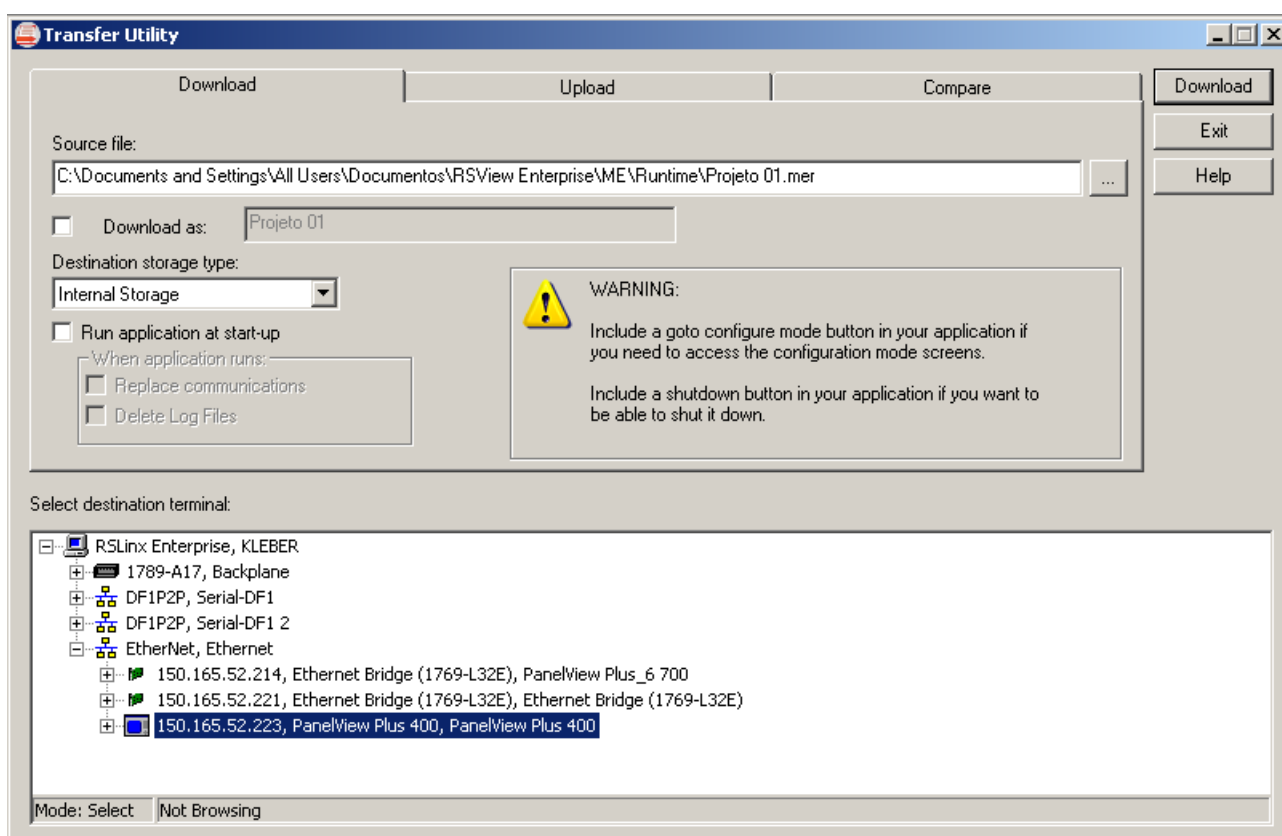 Transfer Utility
Download
Upload
Compare
Download
Exit
Help
Source file:
C:\Documents and Settings\All Users\Documentos\RSView Enterprise\ME\Runtime\Projeto 01.mer
...
Download as:
Projeto 01
Destination storage type:
Internal Storage
Run application at start-up
When application runs:
Replace communications
Delete Log Files
WARNING:
Include a goto configure mode button in your application if
you need to access the configuration mode screens.
Include a shutdown button in your application if you want to
be able to shut it down.
Select destination terminal:
RSLinx Enterprise, KLEBER
1789-A17, Backplane
DF1P2P, Serial-DF1
DF1P2P, Serial-DF1 2
EtherNet, Ethernet
150.165.52.214, Ethernet Bridge (1769-L32E), PanelView Plus_6 700
150.165.52.221, Ethernet Bridge (1769-L32E), Ethernet Bridge (1769-L32E)
150.165.52.223, PanelView Plus 400, PanelView Plus 400
Mode: Select
Not Browsing